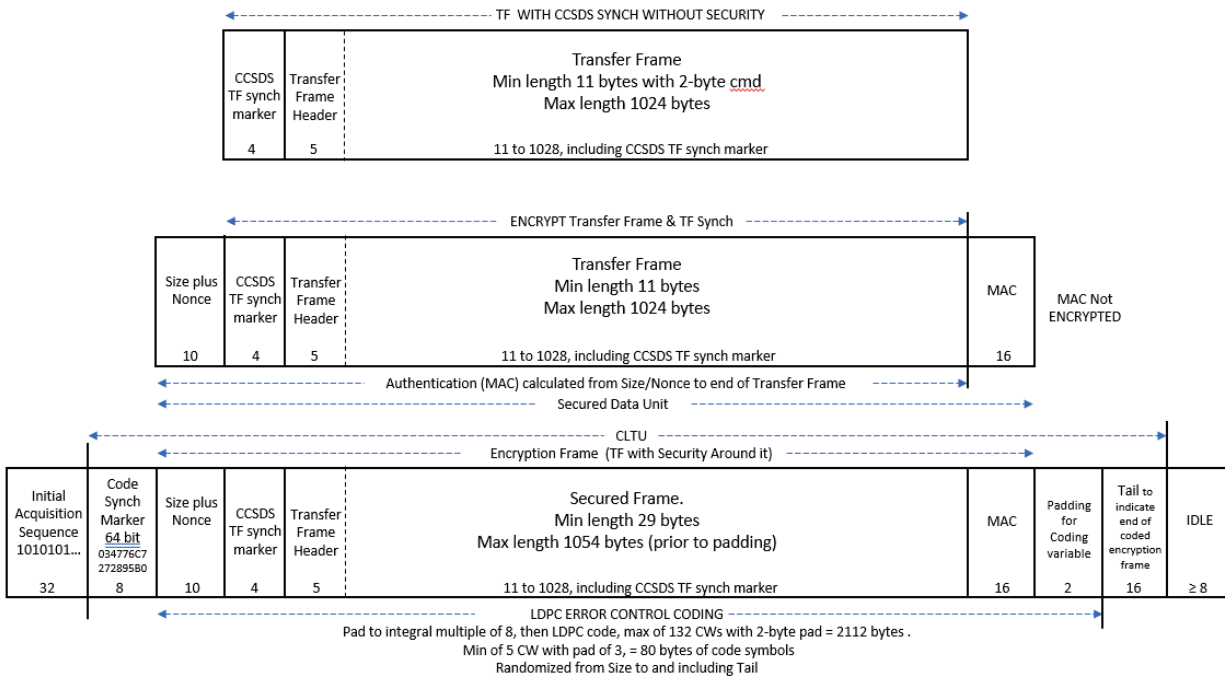 TF WITH CCSDS SYNCH WITHOUT SECURITY
CCSDS
TF synch
marker
4
Transfer
Frame
Header
5
Transfer Frame
Min length 11 bytes with 2-byte cmd
Max length 1024 bytes
11 to 1028, including CCSDS TF synch marker
ENCRYPT Transfer Frame & TF Synch
Size plus
Nonce
10
CCSDS
TF synch
marker
4
Transfer
Frame
Header
5
Transfer Frame
Min length 11 bytes
Max length 1024 bytes
11 to 1028, including CCSDS TF synch marker
MAC
16
MAC Not
ENCRYPTED
Authentication (MAC) calculated from Size/Nonce to end of Transfer Frame
Secured Data Unit
CLTU
Encryption Frame (TF with Security Around it)
Initial
Acquisition
Sequence
1010101...
32
Code
Synch
Marker
64 bit
034776C7
272895B0
8
Size plus
Nonce
10
CCSDS
TF synch
marker
4
Transfer
Frame
Header
5
Secured Frame.
Min length 29 bytes
Max length 1054 bytes (prior to padding)
11 to 1028, including CCSDS TF synch marker
MAC
16
Padding
for
Coding
variable
2
Tail to
indicate
end of
coded
encryption
frame
16
IDLE
≥ 8
LDPC ERROR CONTROL CODING
Pad to integral multiple of 8, then LDPC code, max of 132 CWs with 2-byte pad = 2112 bytes .
Min of 5 CW with pad of 3, = 80 bytes of code symbols
Randomized from Size to and including Tail